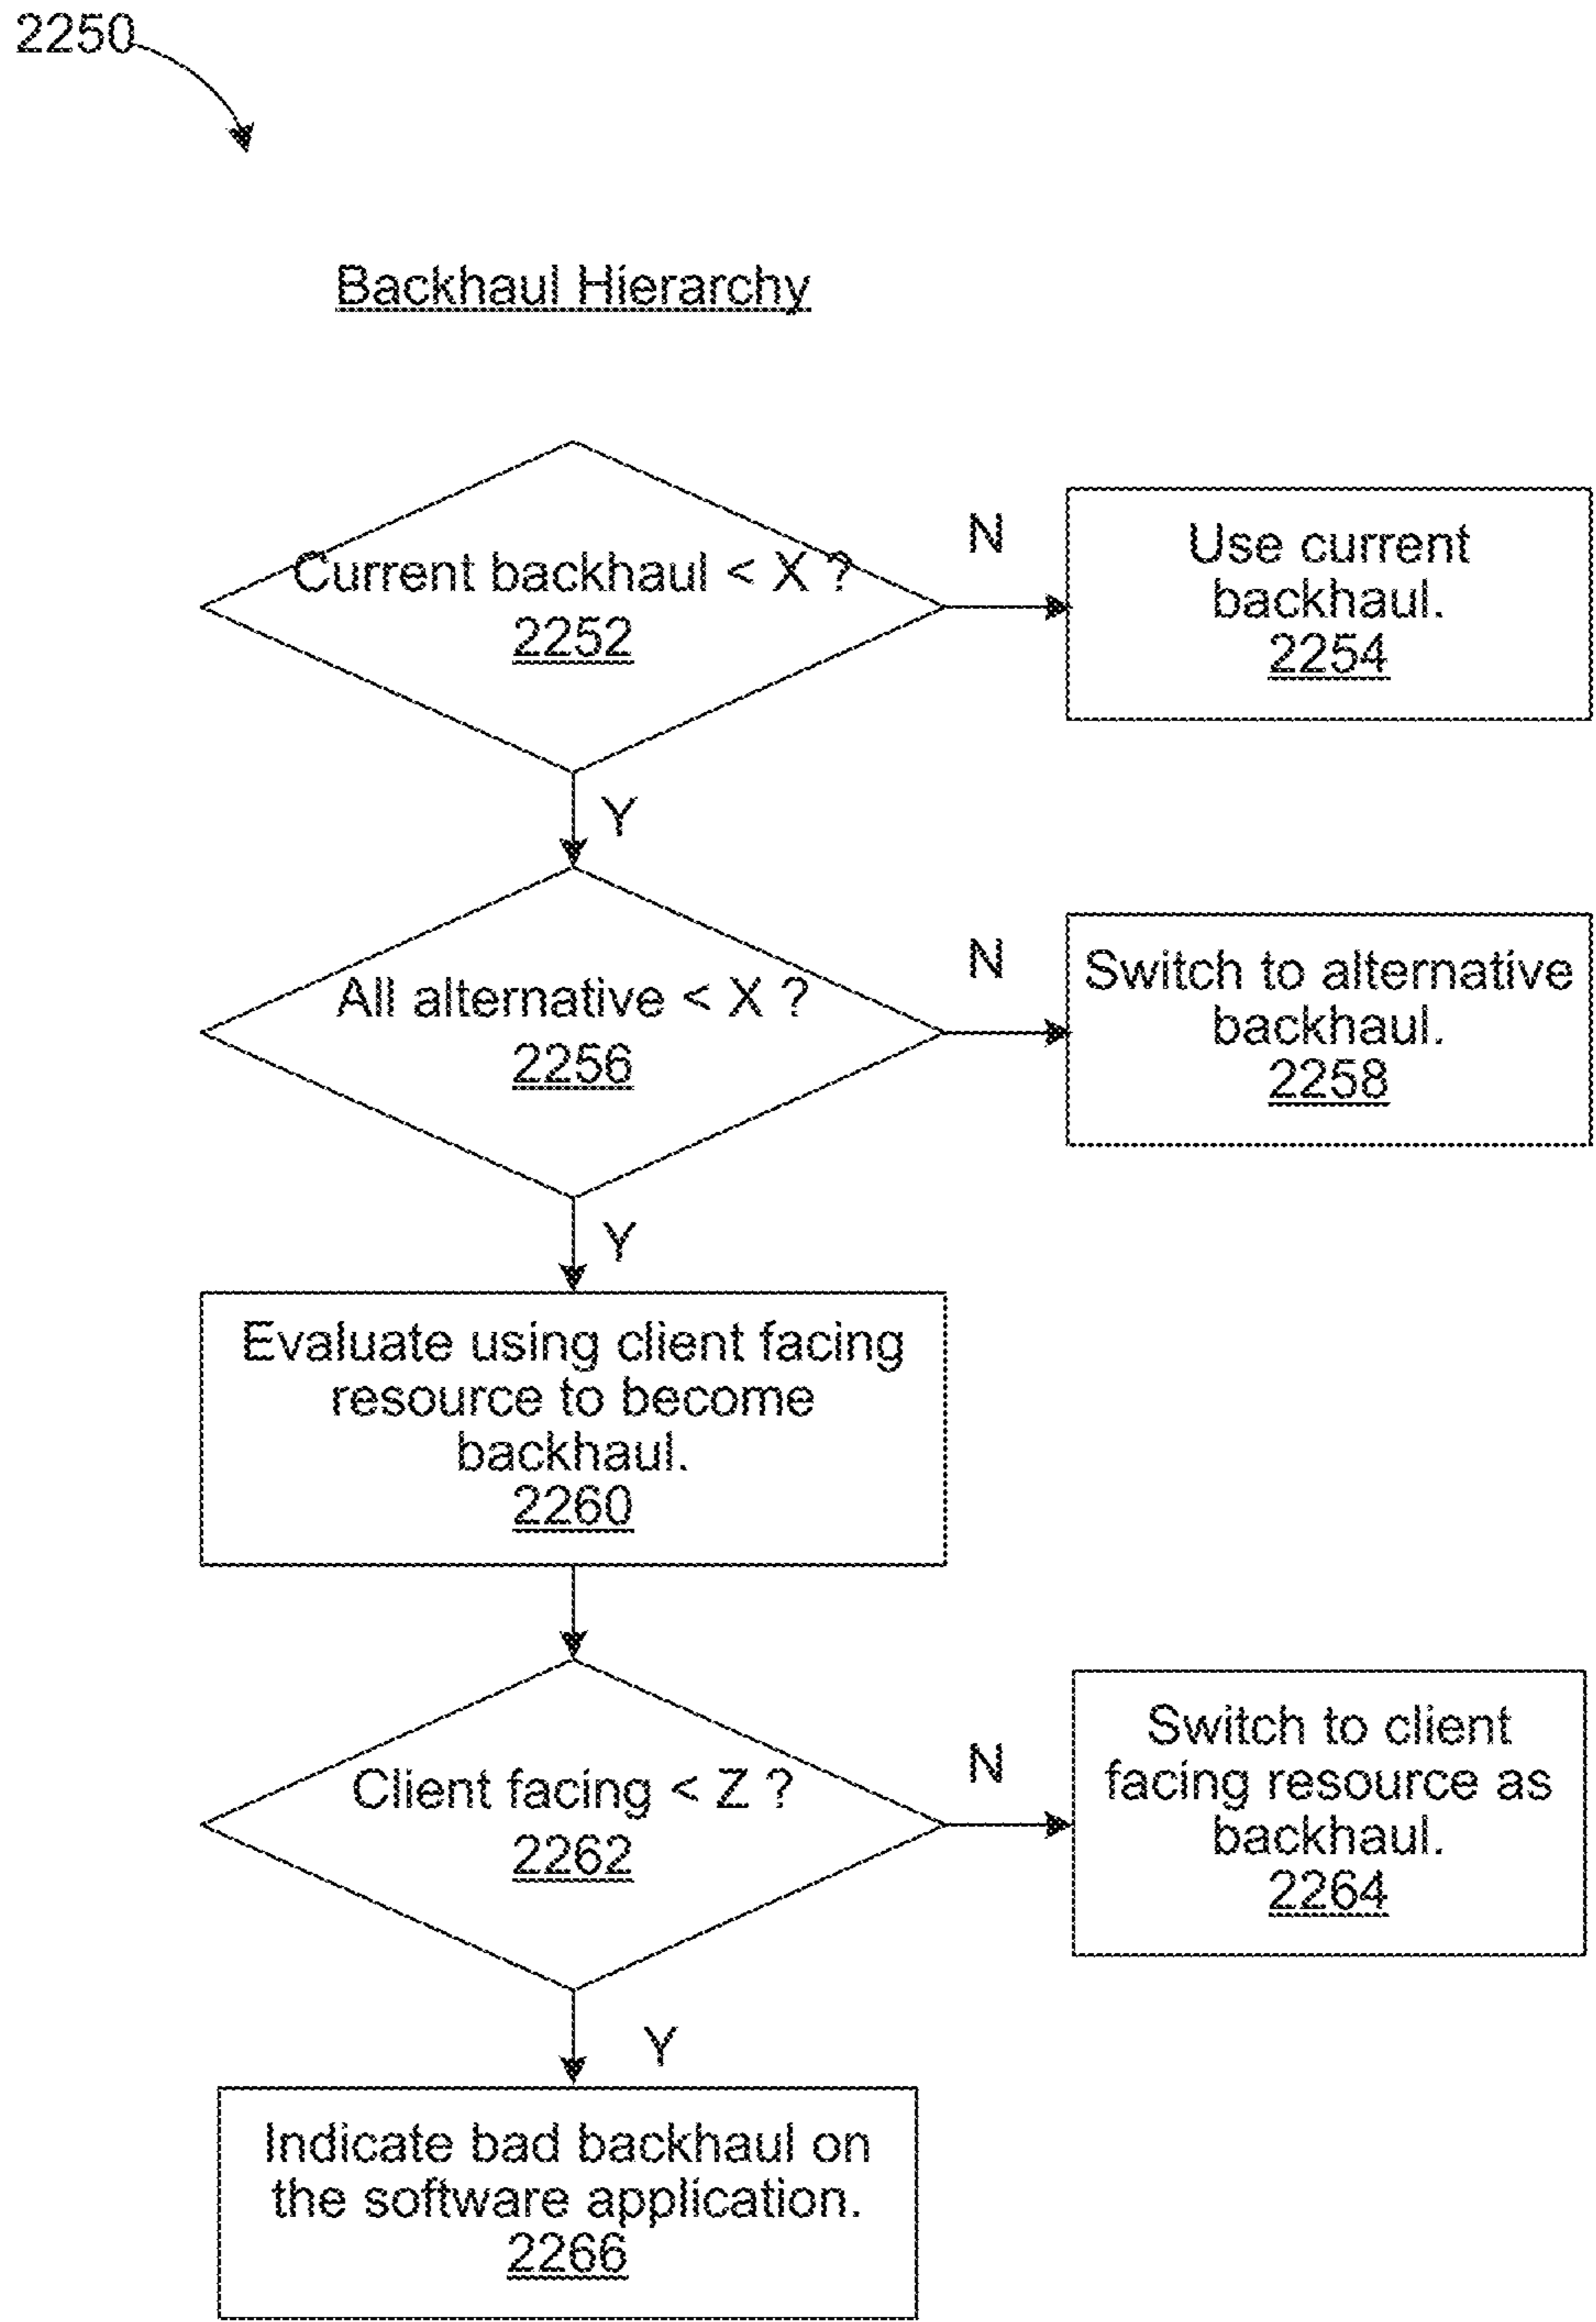 2250
Backhaul Hierarchy
Current backhaul < X ?
2252
N
Use current
backhaul.
2254
Y
All alternative < X ?
2256
N
Switch to alternative
backhaul.
2258
Y
Evaluate using client facing
resource to become
backhaul.
2260
Client facing < Z ?
2262
N
Switch to client
facing resource as
backhaul.
2264
Y
Indicate bad backhaul on
the software application.
2266